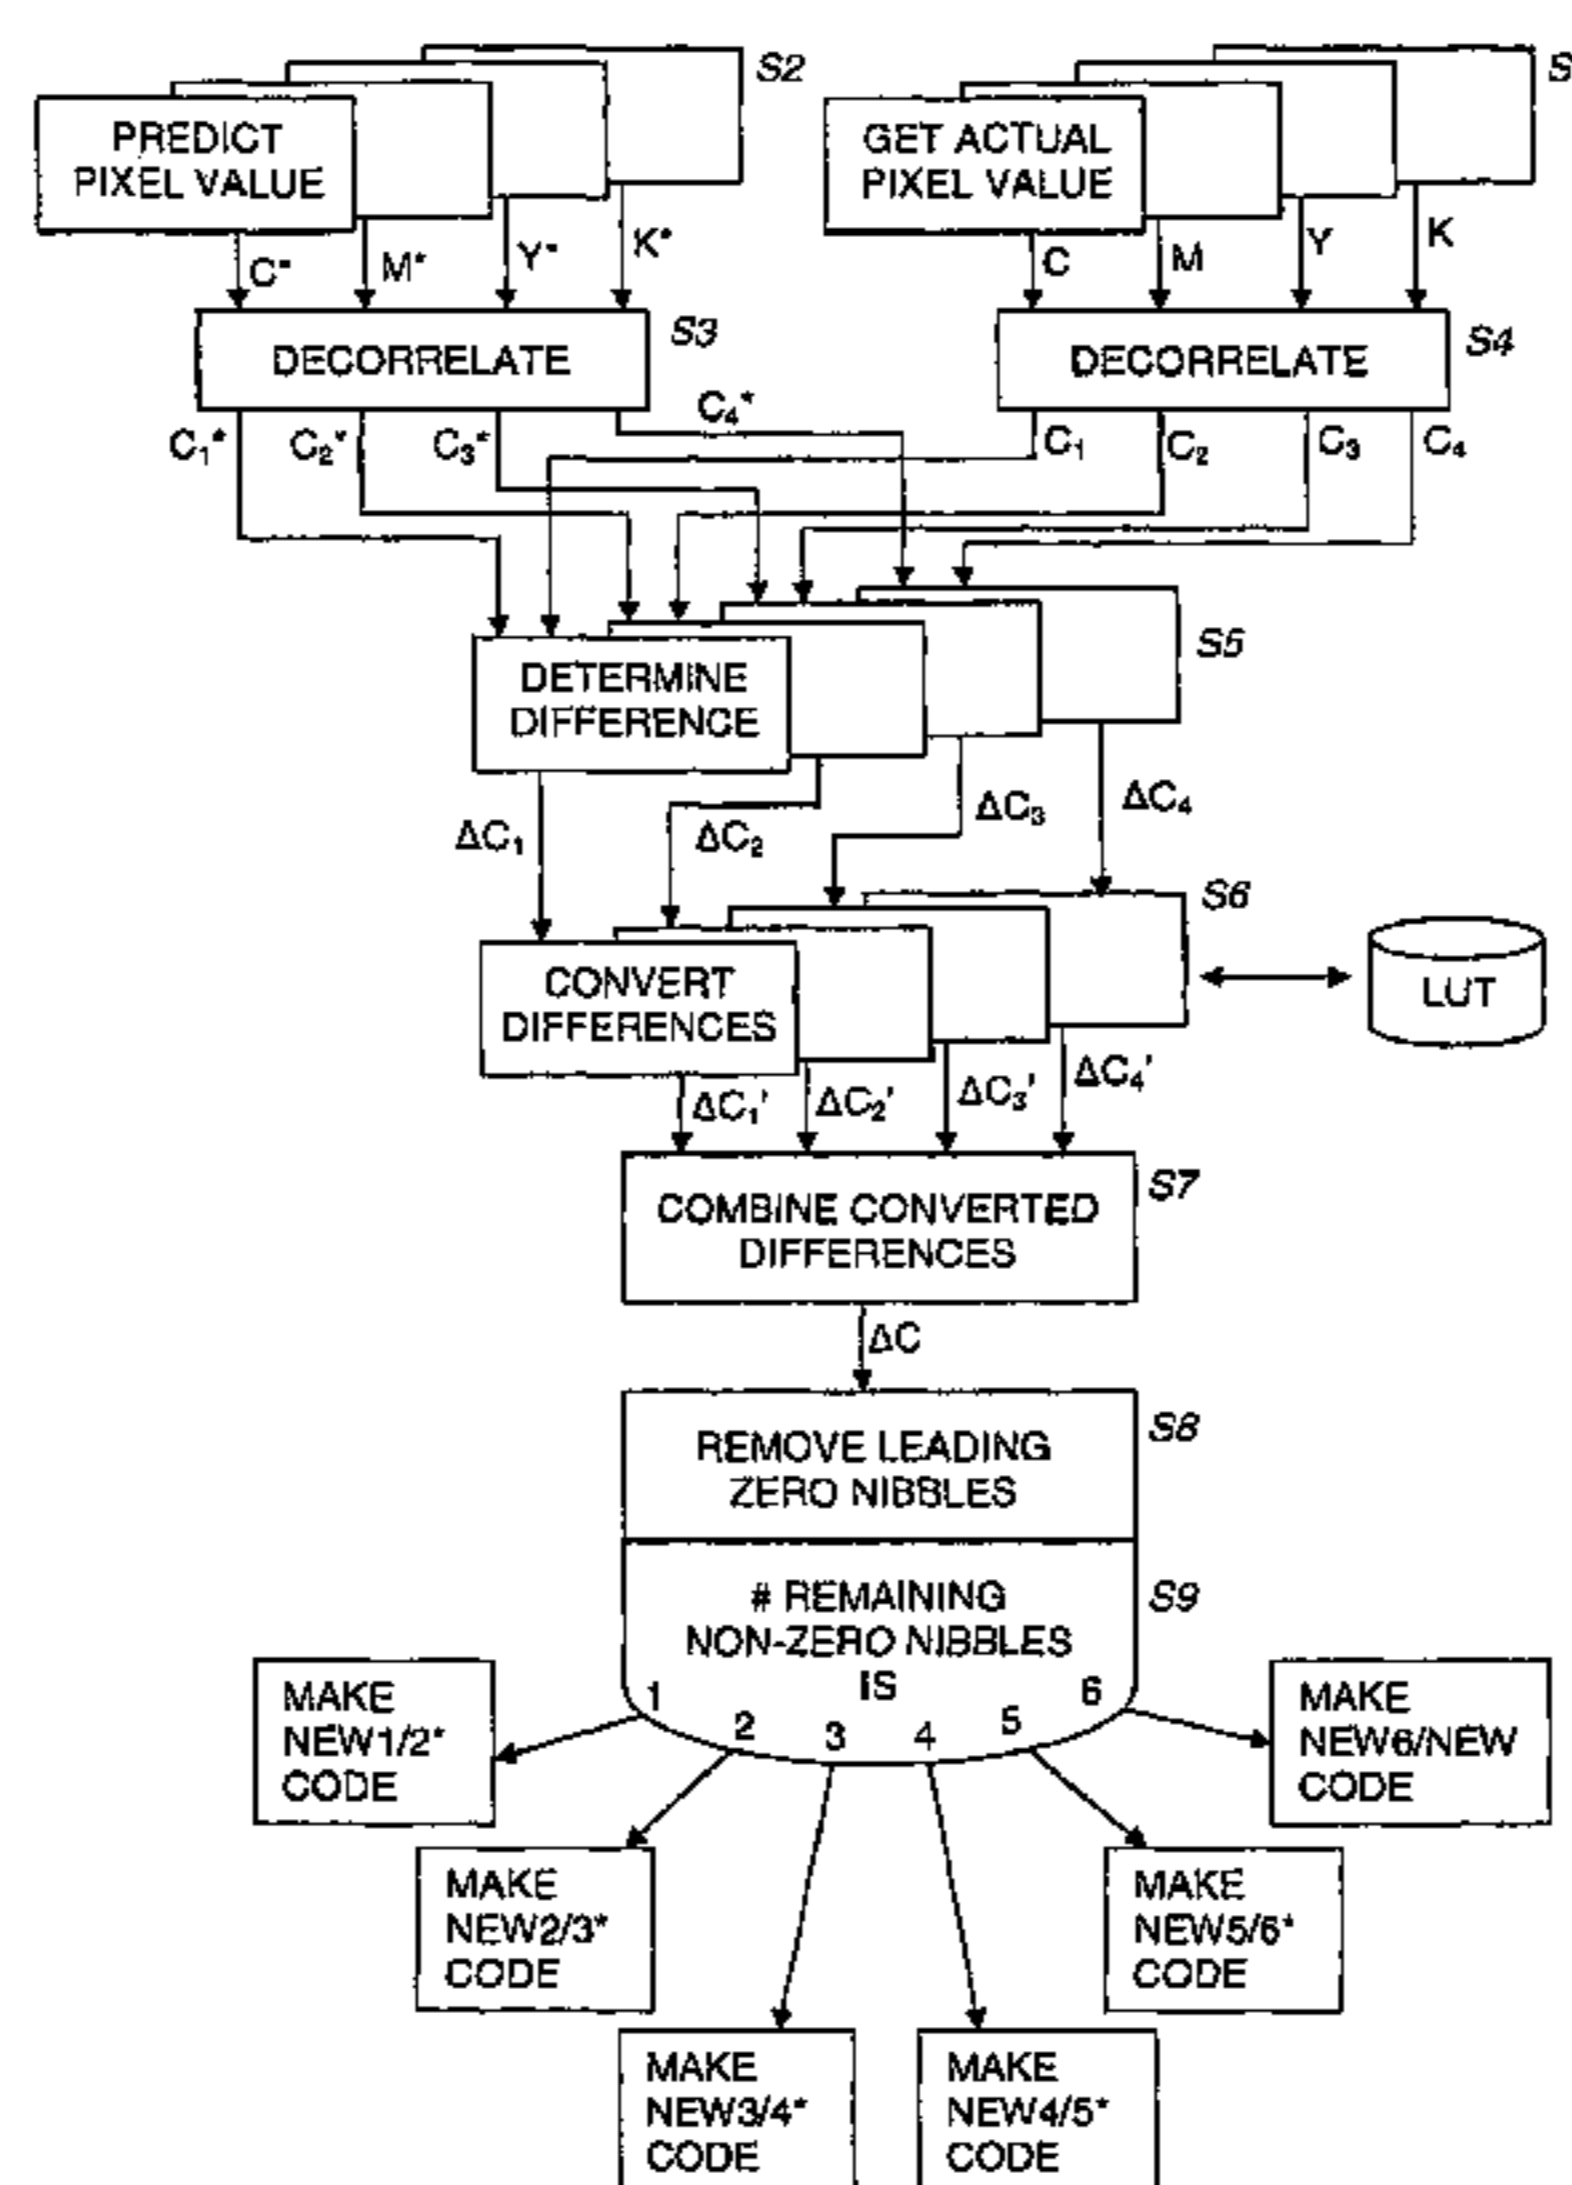 S2
S
PREDICT
PIXEL VALUE
GET ACTUAL
PIXEL VALUE
C* M* Y* K*
C M Y K
DECORRELATE
S3
DECORRELATE
S4
C₁* C₂* C₃* C₄*
C₁ C₂ C₃ C₄
DETERMINE
DIFFERENCE
S5
ΔC₁ ΔC₂ ΔC₃ ΔC₄
S6
CONVERT
DIFFERENCES
LUT
ΔC₁' ΔC₂' ΔC₃' ΔC₄'
COMBINE CONVERTED
DIFFERENCES
S7
ΔC
REMOVE LEADING
ZERO NIBBLES
S8
# REMAINING
NON-ZERO NIBBLES
IS
S9
1 2 3 4 5 6
MAKE
NEW1/2*
CODE
MAKE
NEW6/NEW
CODE
MAKE
NEW2/3*
CODE
MAKE
NEW5/6*
CODE
MAKE
NEW3/4*
CODE
MAKE
NEW4/5*
CODE